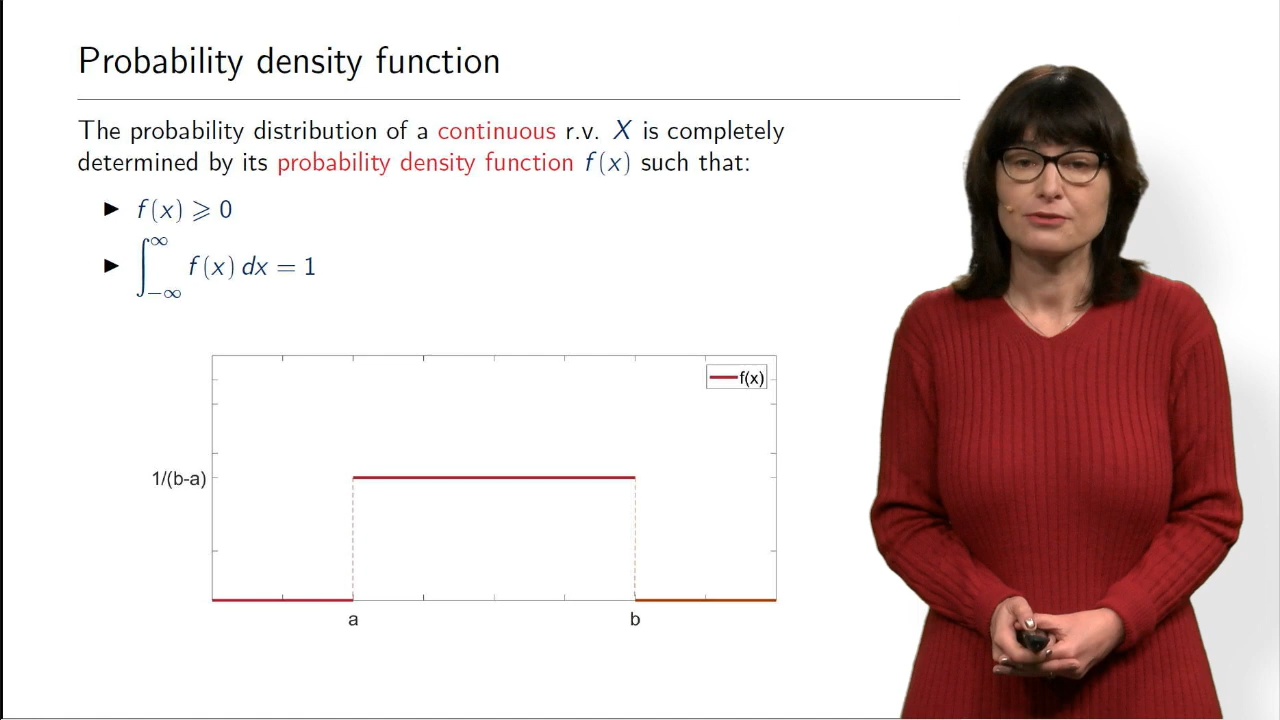 Probability density function
The probability distribution of a continuous r.v. X is completely
determined by its probability density function f(x) such that:
▶ f(x) ⩾ 0
▶ ∫_{-∞}^{∞} f(x) dx = 1
f(x)
1/(b-a)
a b